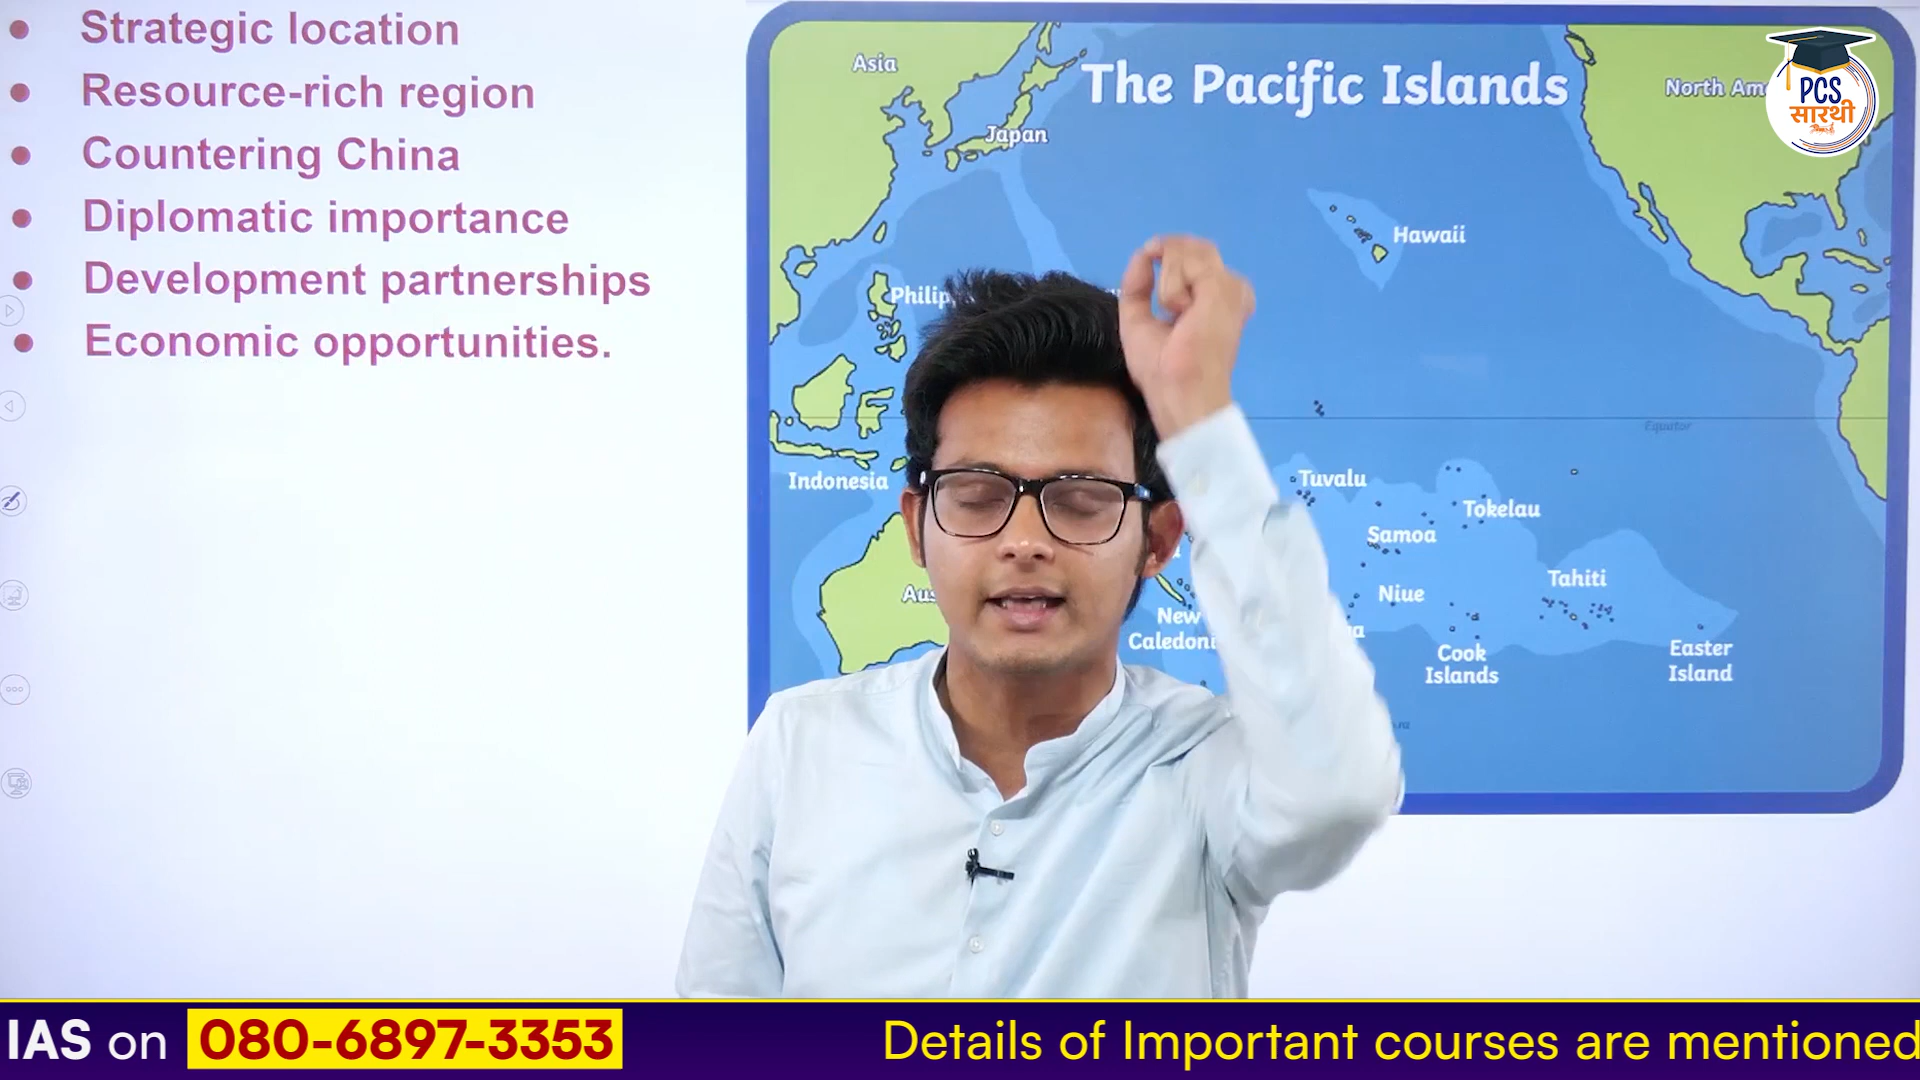 Strategic location
Resource-rich region
Countering China
Diplomatic importance
Development partnerships
Economic opportunities.
The Pacific Islands
Asia
North Am
PCS
सारथी
Japan
Hawaii
Philip
Equator
Indonesia
Tuvalu
Tokelau
Samoa
Tahiti
Niue
Aus
New
Caledoni
Cook
Islands
Easter
Island
IAS on 080-6897-3353
Details of Important courses are mentioned